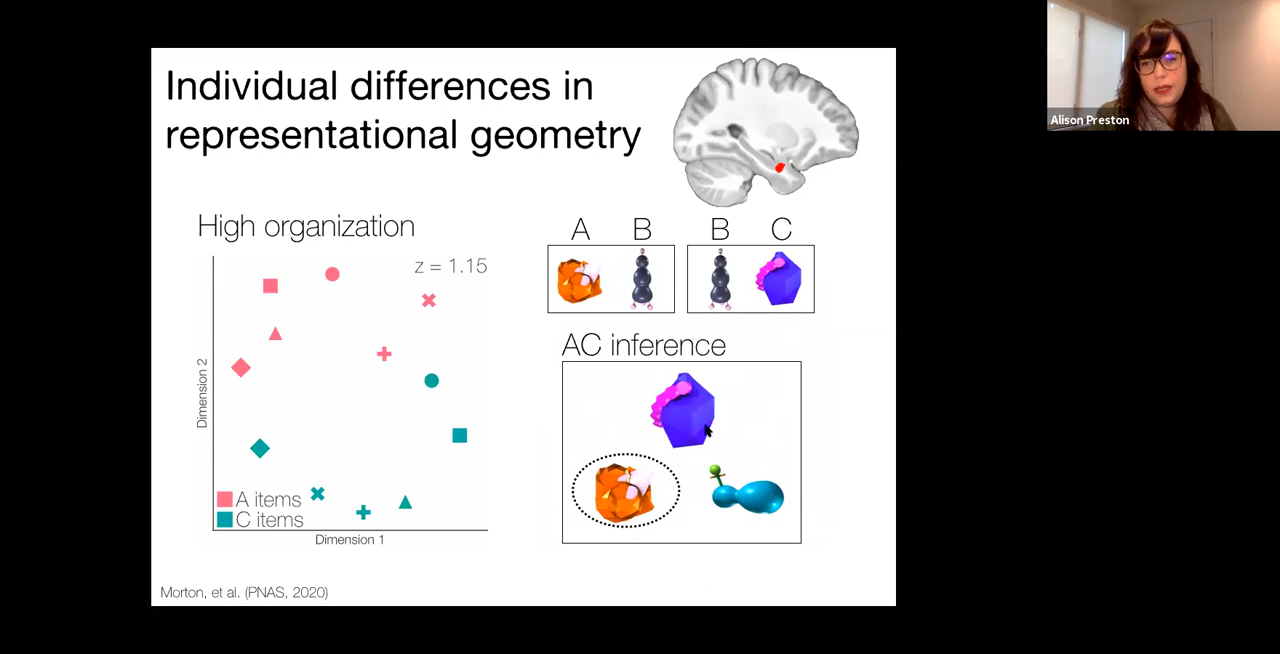 Individual differences in
representational geometry
High organization
z = 1.15
Dimension 2
A items
C items
Dimension 1
A B B C
AC inference
Morton, et al. (PNAS, 2020)
Alison Preston